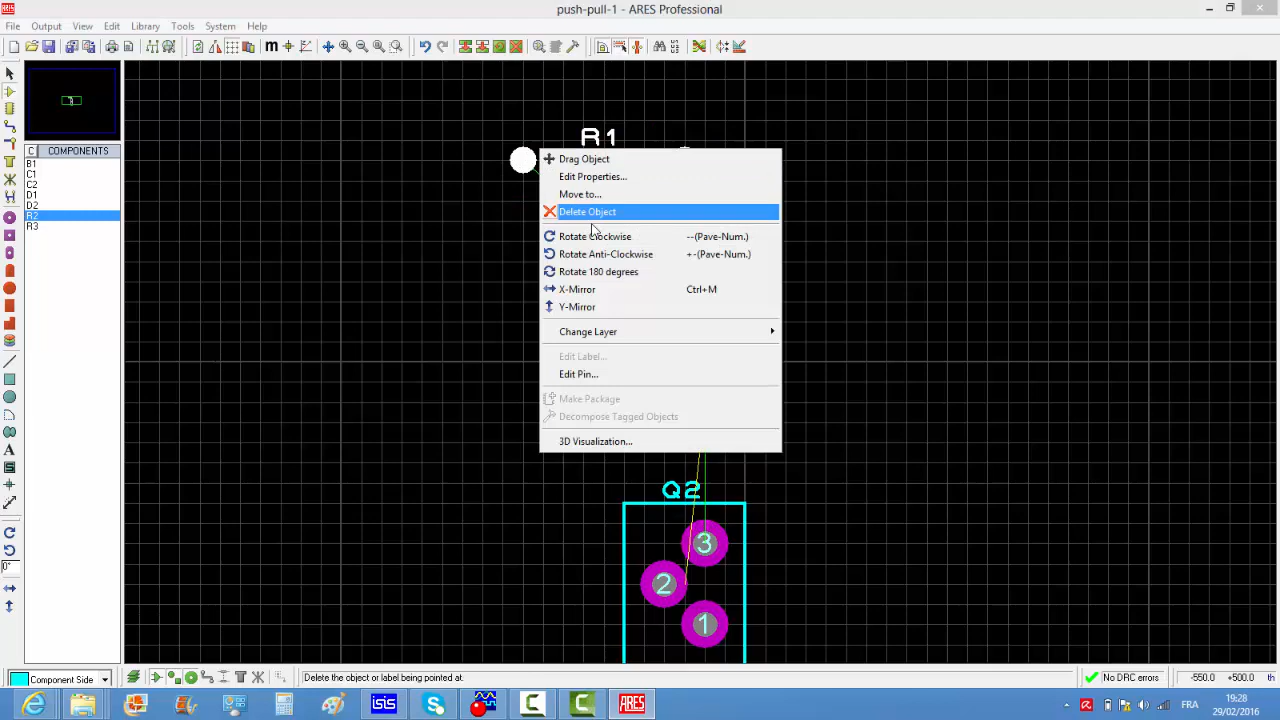 push-pull-1 - ARES Professional
File Output View Edit Library Tools System Help
C COMPONENTS
B1
C1
C2
D1
D2
R2
R3
R1
Drag Object
Edit Properties...
Move to...
Delete Object
Rotate Clockwise --(Pave-Num.)
Rotate Anti-Clockwise +-(Pave-Num.)
Rotate 180 degrees
X-Mirror Ctrl+M
Y-Mirror
Change Layer
Edit Label...
Edit Pin...
Make Package
Decompose Tagged Objects
3D Visualization...
Q2
3
2
1
0°
Component Side
Delete the object or label being pointed at.
No DRC errors
-550.0 +500.0 th
isis
ARES
FRA
19:28
29/02/2016